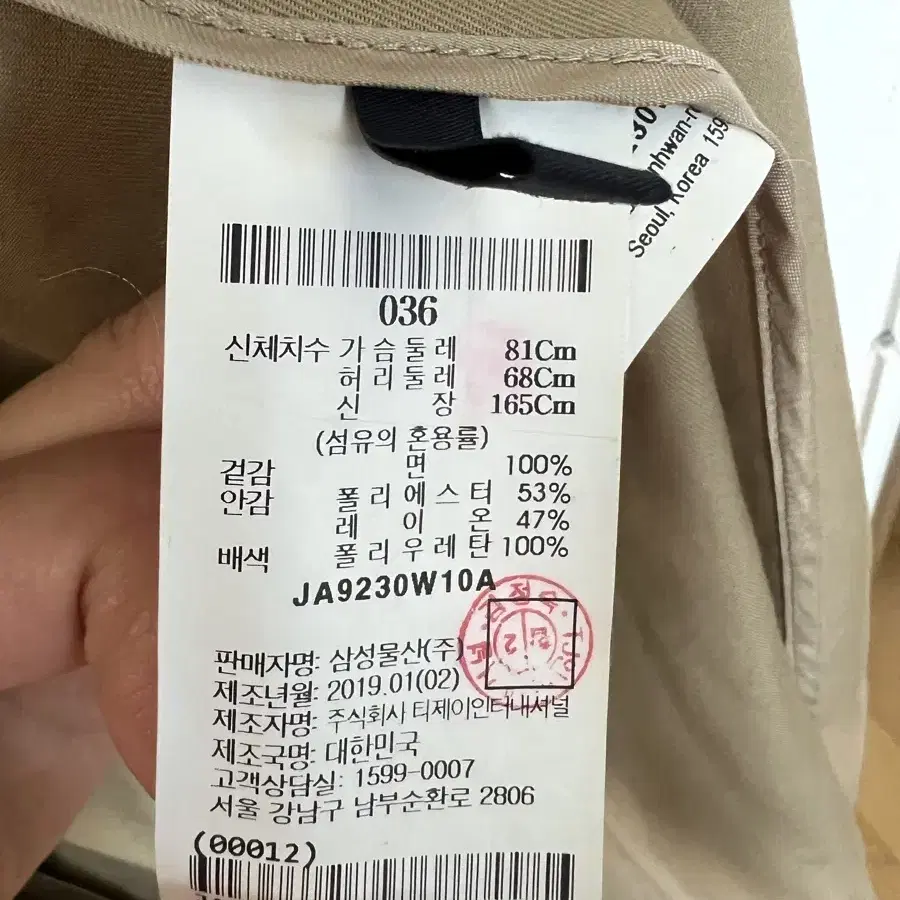 Seoul, Korea 159
036
신체치수 가슴둘레 81Cm
허리둘레 68Cm
신 장 165Cm
(섬유의 혼용률)
겉감 면 100%
안감 폴리에스터 53%
레 이 온 47%
배색 폴리우레탄 100%
JA9230W10A
판매자명: 삼성물산(주)
제조년월: 2019.01(02)
제조자명: 주식회사 티제이인터내셔널
제조국명: 대한민국
고객상담실: 1599-0007
서울 강남구 남부순환로 2806
(00012)